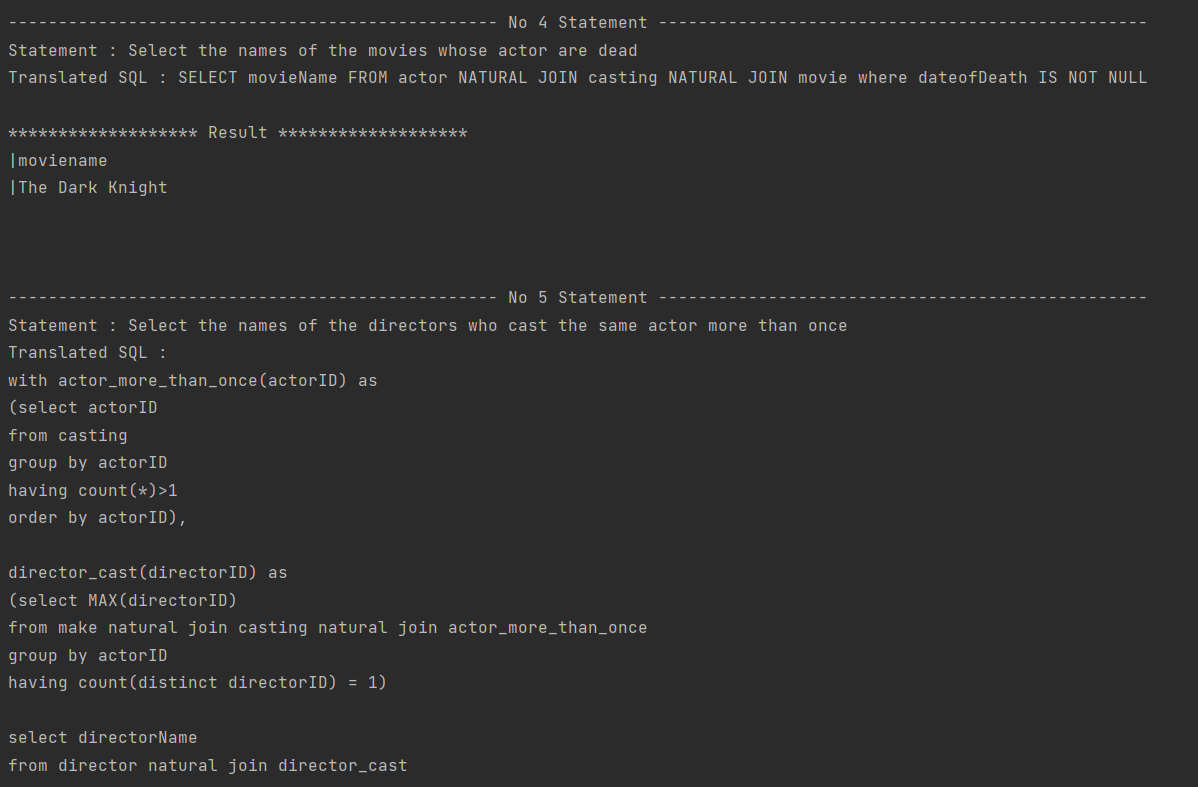 ------------------------------------------------- No 4 Statement -------------------------------------------------
Statement : Select the names of the movies whose actor are dead
Translated SQL : SELECT movieName FROM actor NATURAL JOIN casting NATURAL JOIN movie where dateofDeath IS NOT NULL
******************* Result *******************
|moviename
|The Dark Knight
------------------------------------------------- No 5 Statement -------------------------------------------------
Statement : Select the names of the directors who cast the same actor more than once
Translated SQL :
with actor_more_than_once(actorID) as
(select actorID
from casting
group by actorID
having count(*)>1
order by actorID),
director_cast(directorID) as
(select MAX(directorID)
from make natural join casting natural join actor_more_than_once
group by actorID
having count(distinct directorID) = 1)
select directorName
from director natural join director_cast